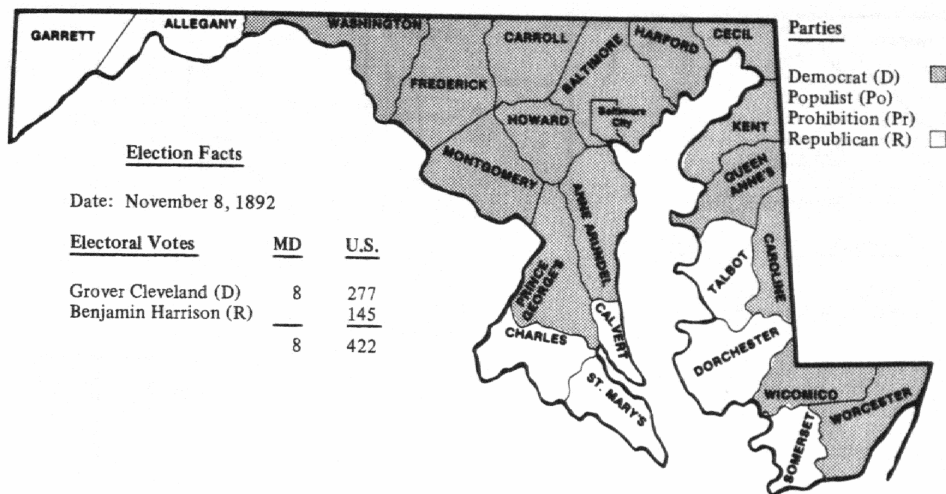 GARRETT
ALLEGANY
WASHINGTON
FREDERICK
CARROLL
BALTIMORE
HARFORD
CECIL
Baltimore
City
HOWARD
MONTGOMERY
ANNE ARUNDEL
PRINCE
GEORGE'S
CALVERT
CHARLES
ST. MARY'S
KENT
QUEEN
ANNE'S
TALBOT
CAROLINE
DORCHESTER
WICOMICO
WORCESTER
SOMERSET
Parties
Democrat (D)
Populist (Po)
Prohibition (Pr)
Republican (R)
Election Facts
Date: November 8, 1892
Electoral Votes MD U.S.
Grover Cleveland (D) 8 277
Benjamin Harrison (R) 145
8 422